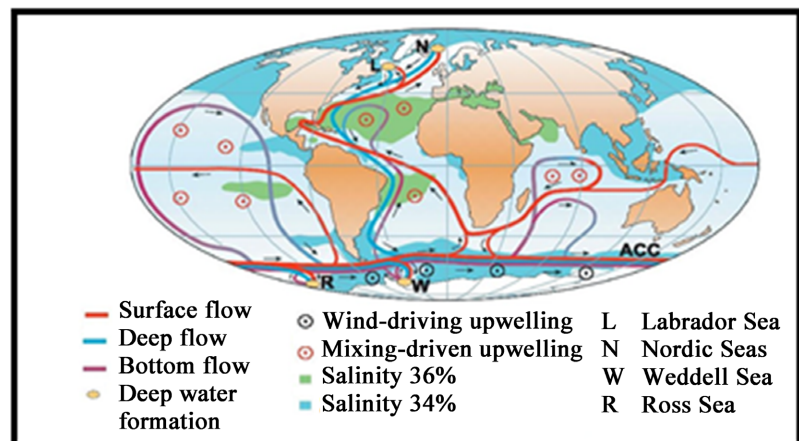 N
L
ACC
R
W
Surface flow
Deep flow
Bottom flow
Deep water
formation
Wind-driving upwelling
Mixing-driven upwelling
Salinity 36%
Salinity 34%
L Labrador Sea
N Nordic Seas
W Weddell Sea
R Ross Sea